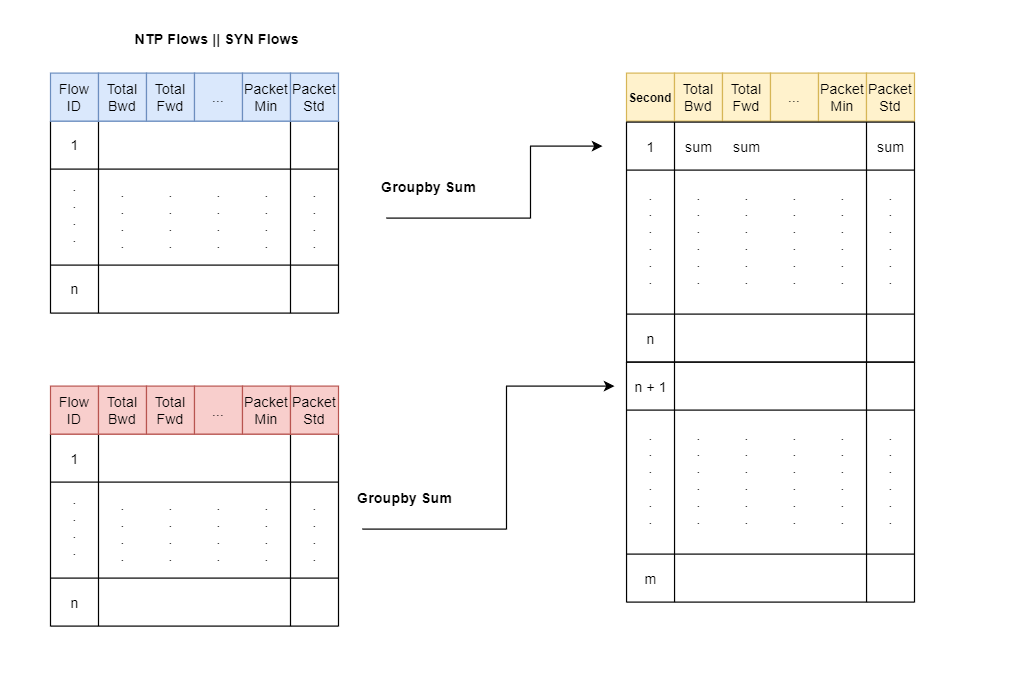 NTP Flows || SYN Flows
Flow ID Total Bwd Total Fwd ... Packet Min Packet Std
1
n
Groupby Sum
Flow ID Total Bwd Total Fwd ... Packet Min Packet Std
1
n
Groupby Sum
Second Total Bwd Total Fwd ... Packet Min Packet Std
1 sum sum sum
n
n + 1
m